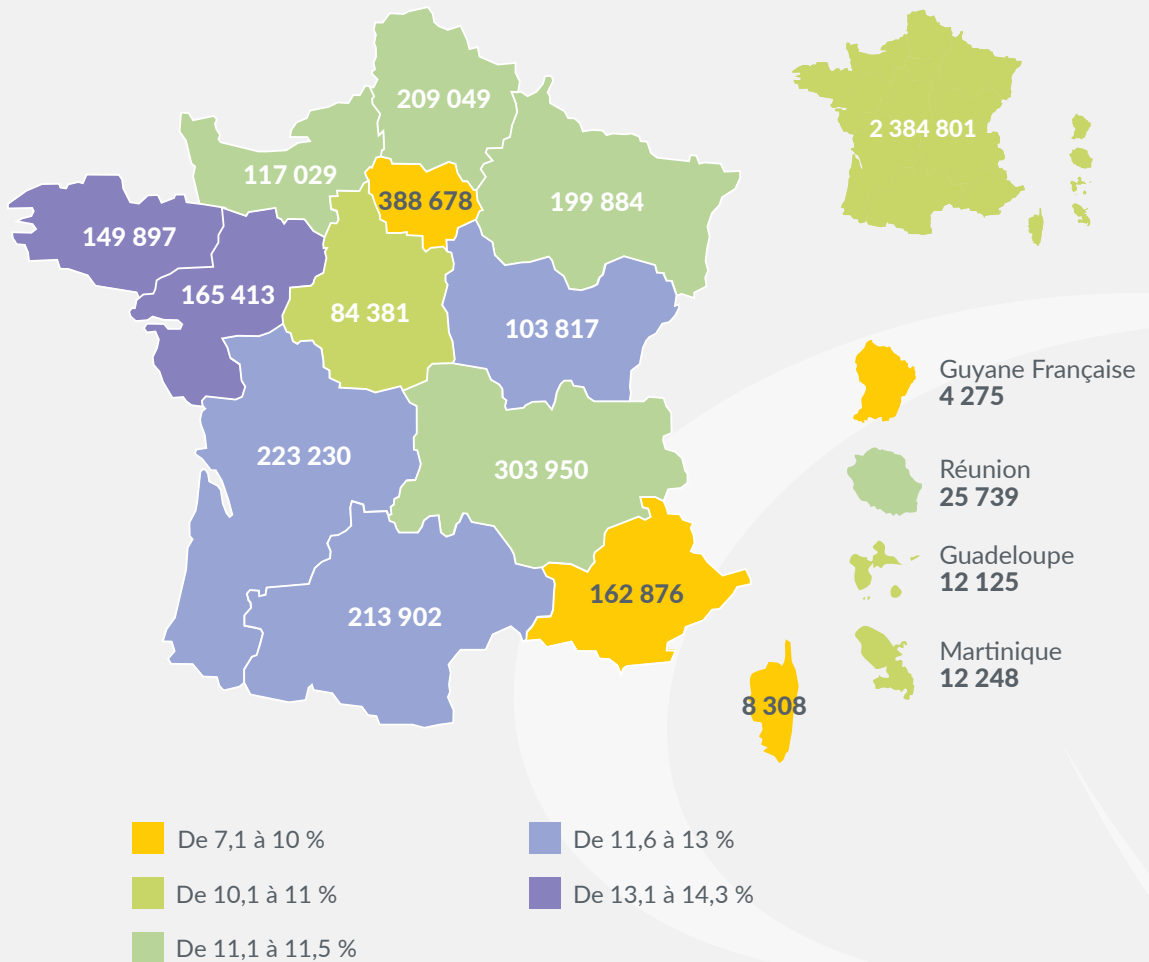 209 049
2 384 801
117 029
388 678
199 884
149 897
165 413
84 381
103 817
Guyane Française
4 275
223 230
303 950
Réunion
25 739
Guadeloupe
12 125
162 876
213 902
Martinique
12 248
8 308
De 7,1 à 10 %
De 11,6 à 13 %
De 10,1 à 11 %
De 13,1 à 14,3 %
De 11,1 à 11,5 %